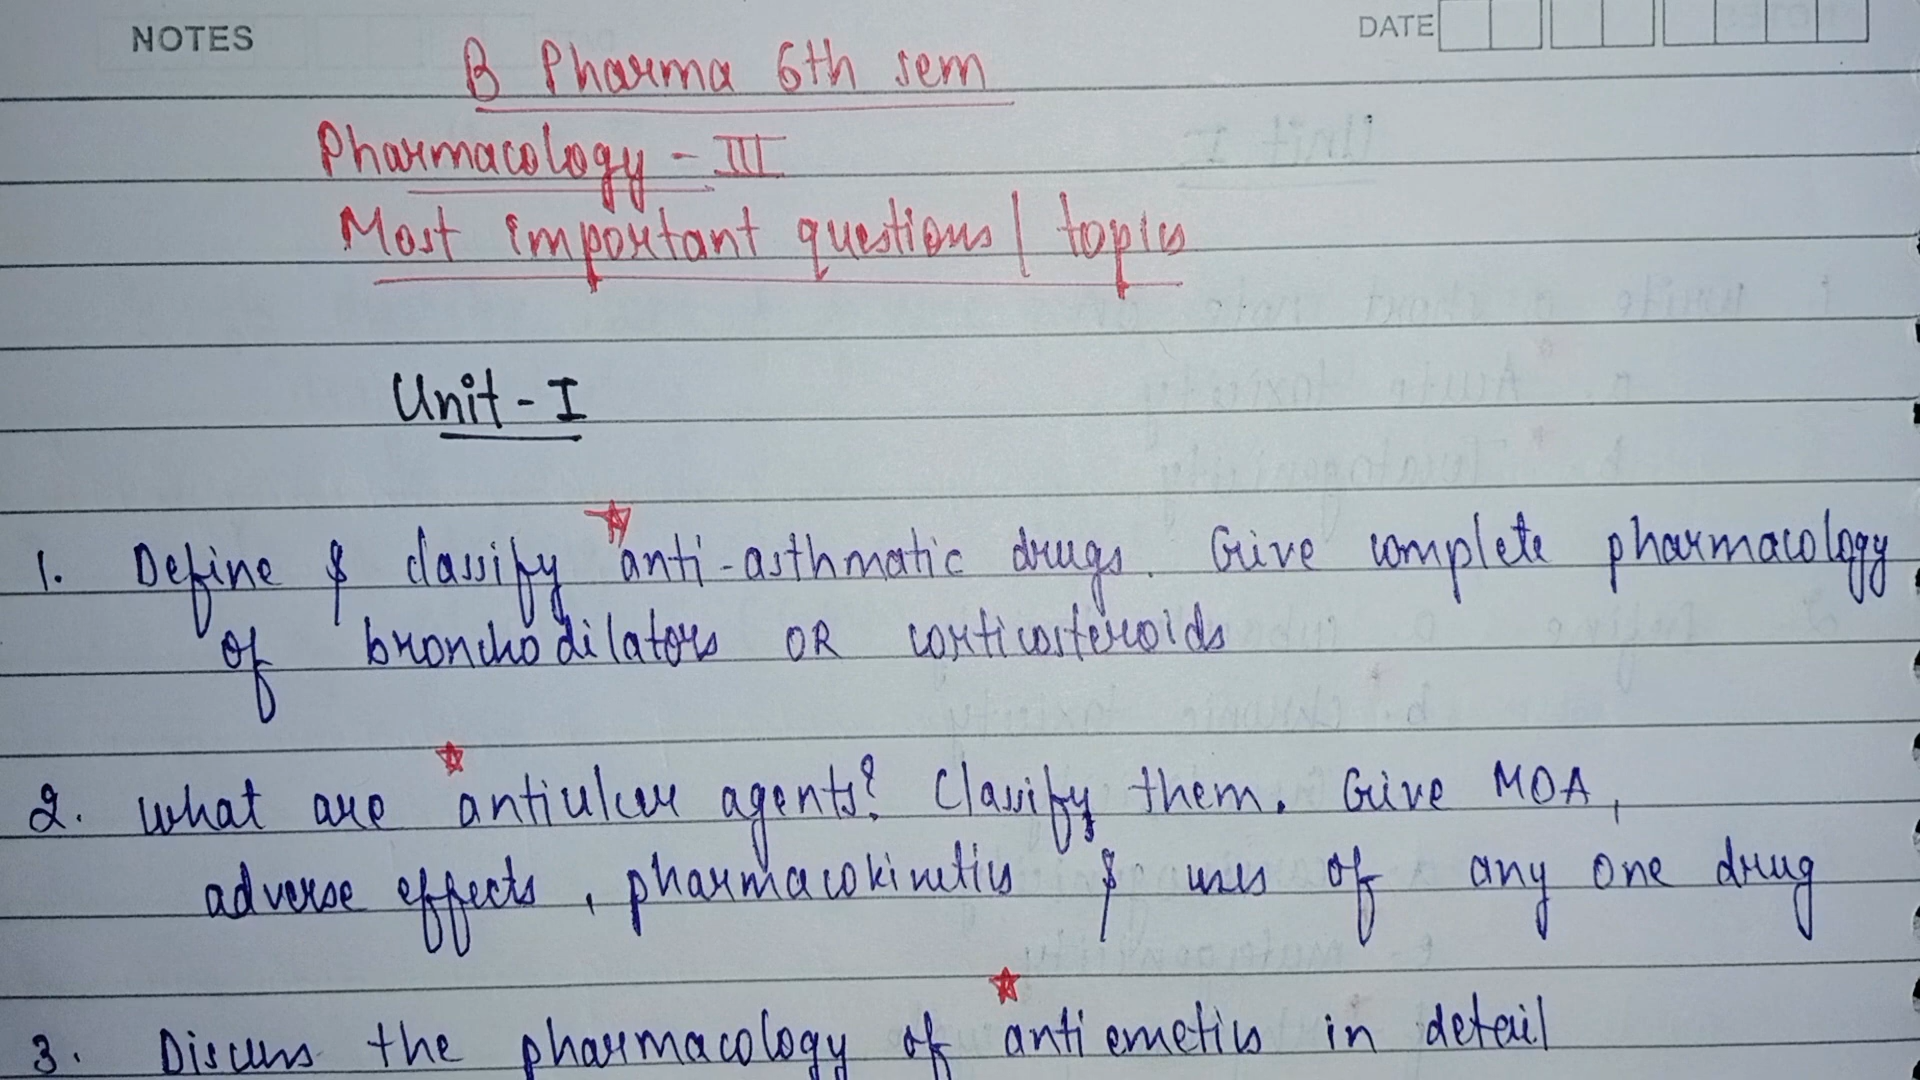 NOTES
DATE
B Pharma 6th sem
Pharmacology - III
Most important questions | topics
Unit - I
1. Define & classify anti-asthmatic drugs. Give complete pharmacology
of bronchodilators OR corticosteroids
2. What are antiulcer agents? Classify them. Give MOA,
adverse effects, pharmacokinetics & uses of any one drug
3. Discuss the pharmacology of anti emetics in detail